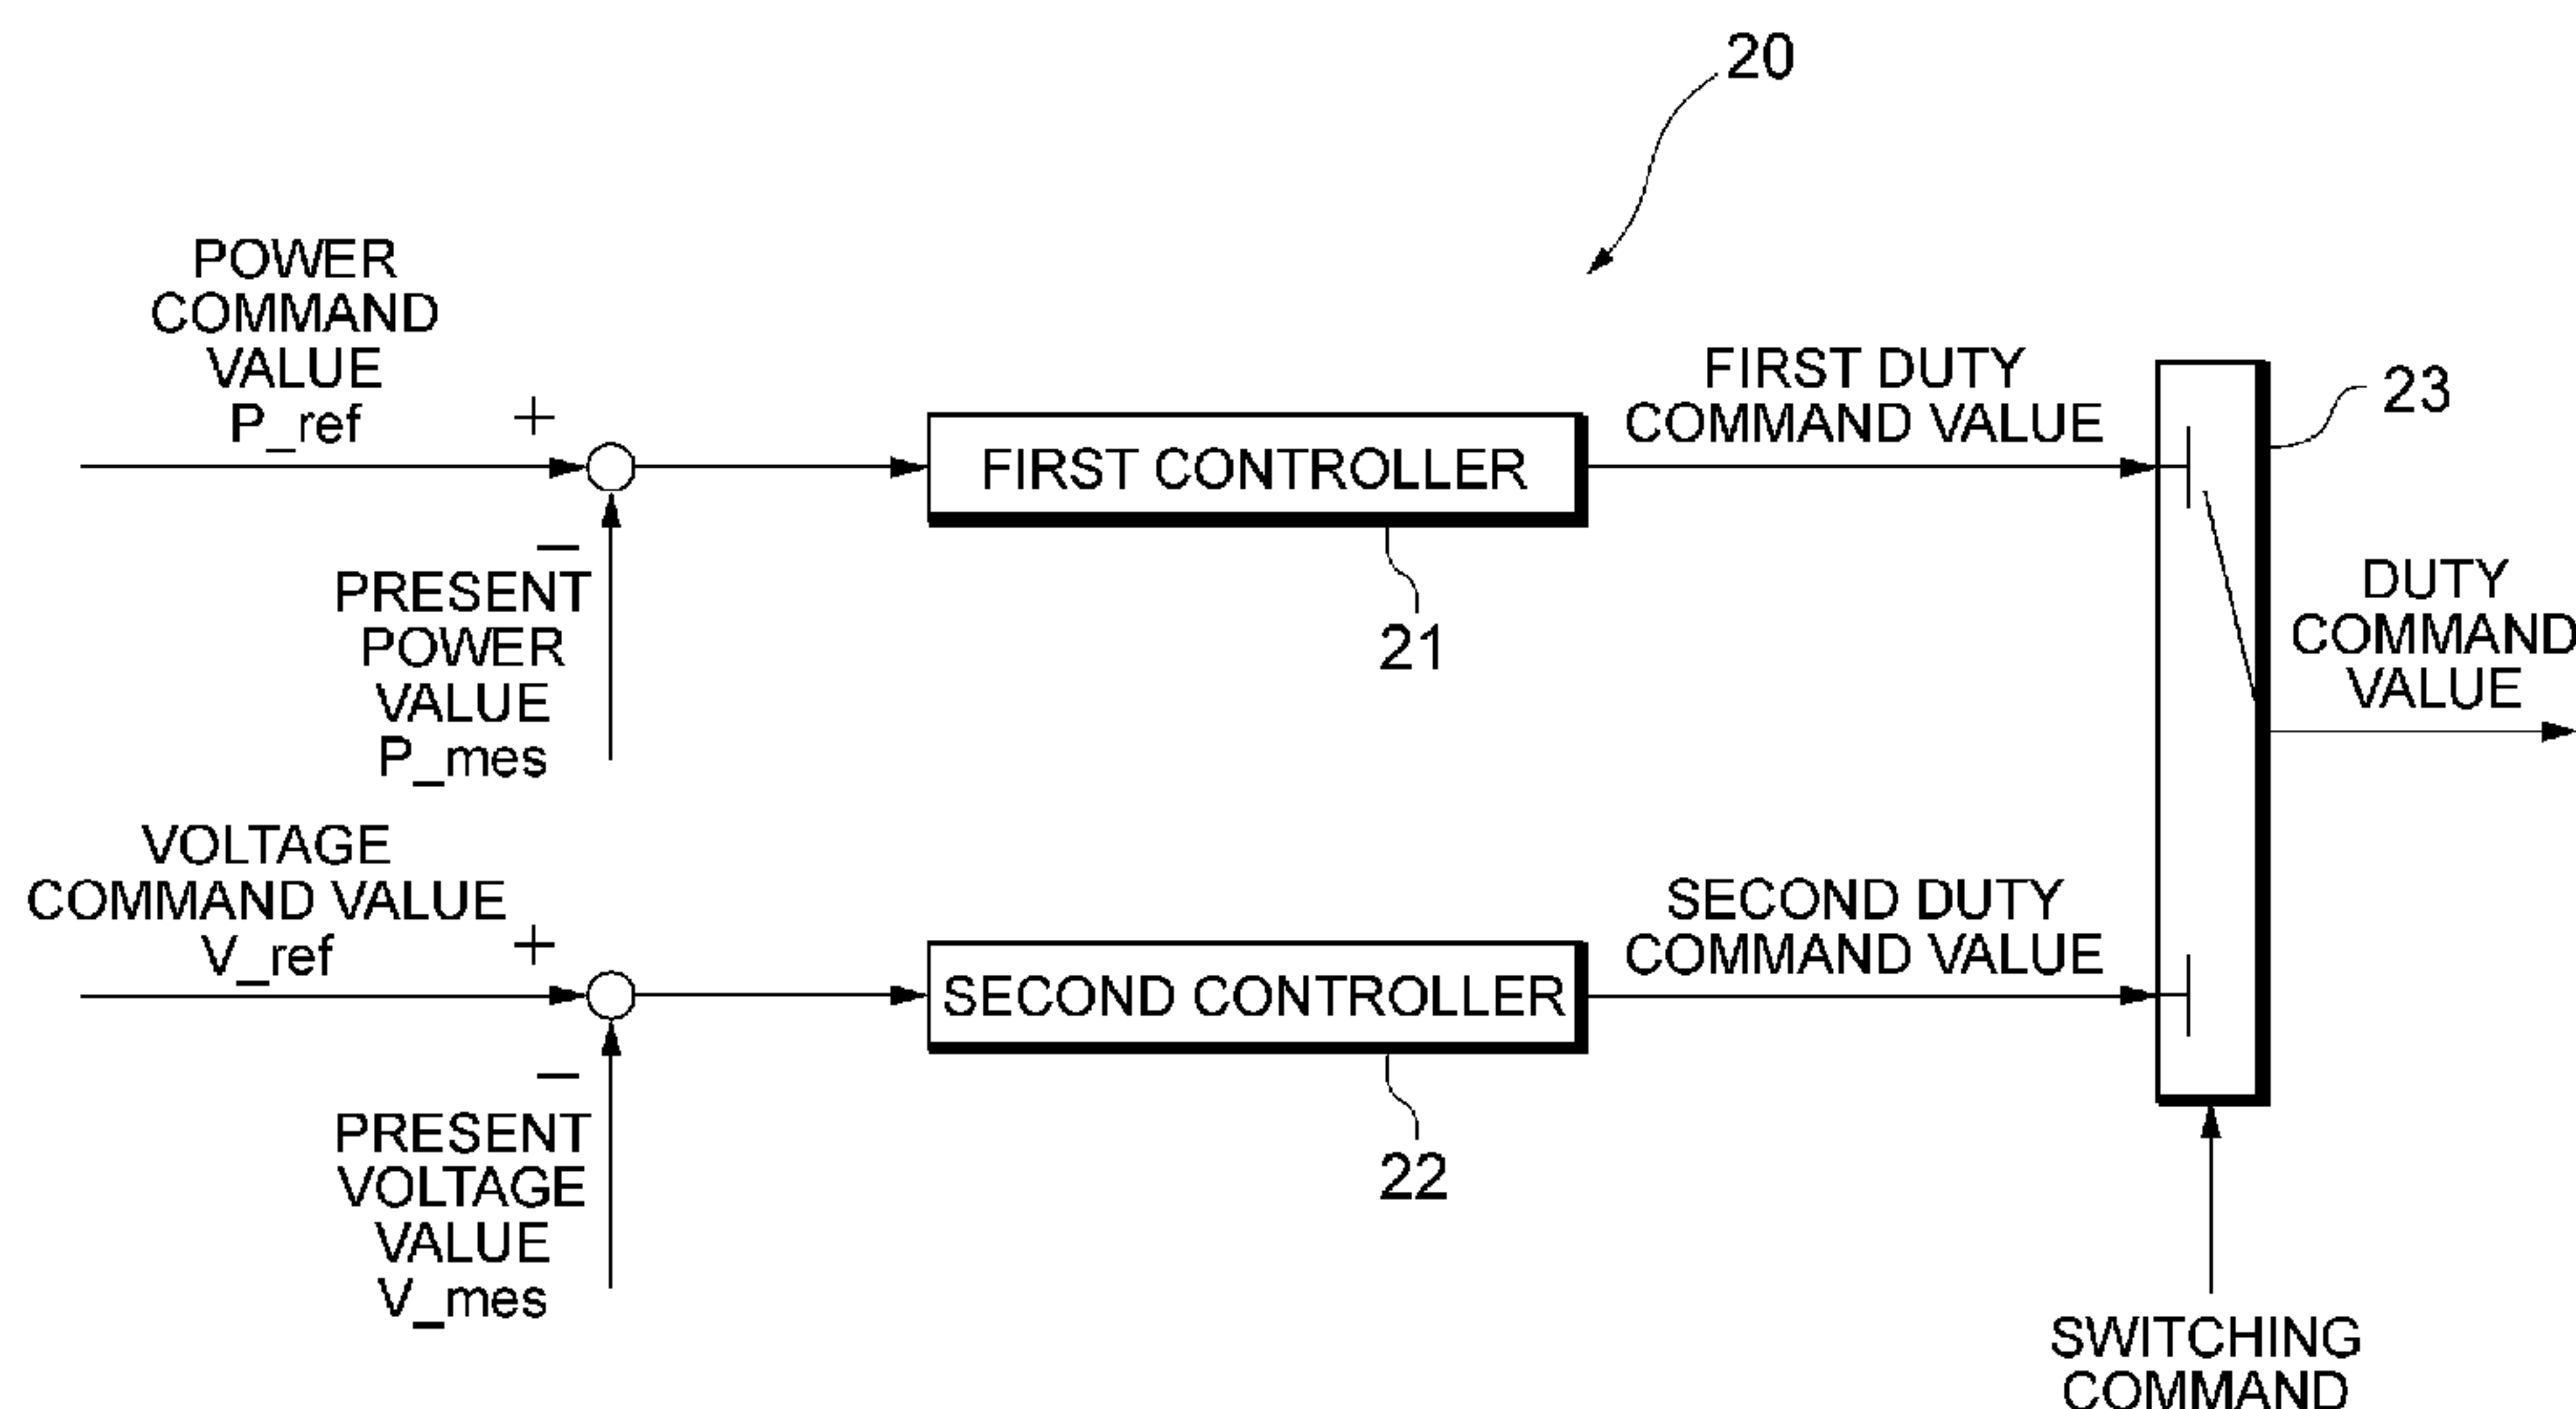 20
POWER
COMMAND
VALUE
P_ref
+
−
PRESENT
POWER
VALUE
P_mes
FIRST CONTROLLER
21
FIRST DUTY
COMMAND VALUE
23
DUTY
COMMAND
VALUE
VOLTAGE
COMMAND VALUE
V_ref
+
−
PRESENT
VOLTAGE
VALUE
V_mes
SECOND CONTROLLER
22
SECOND DUTY
COMMAND VALUE
SWITCHING
COMMAND